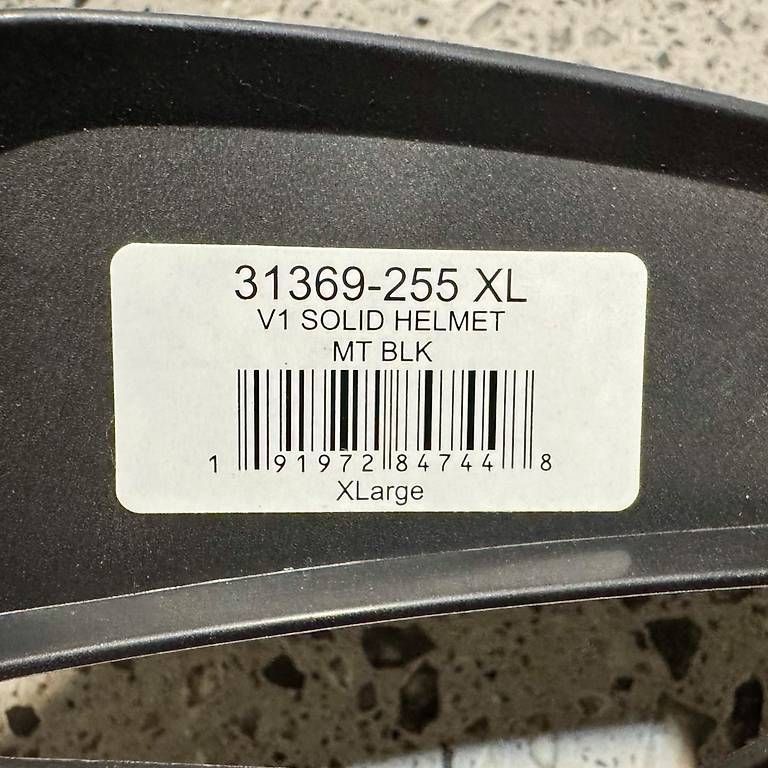 31369-255 XL
V1 SOLID HELMET
MT BLK
1 91972 84744 8
XLarge